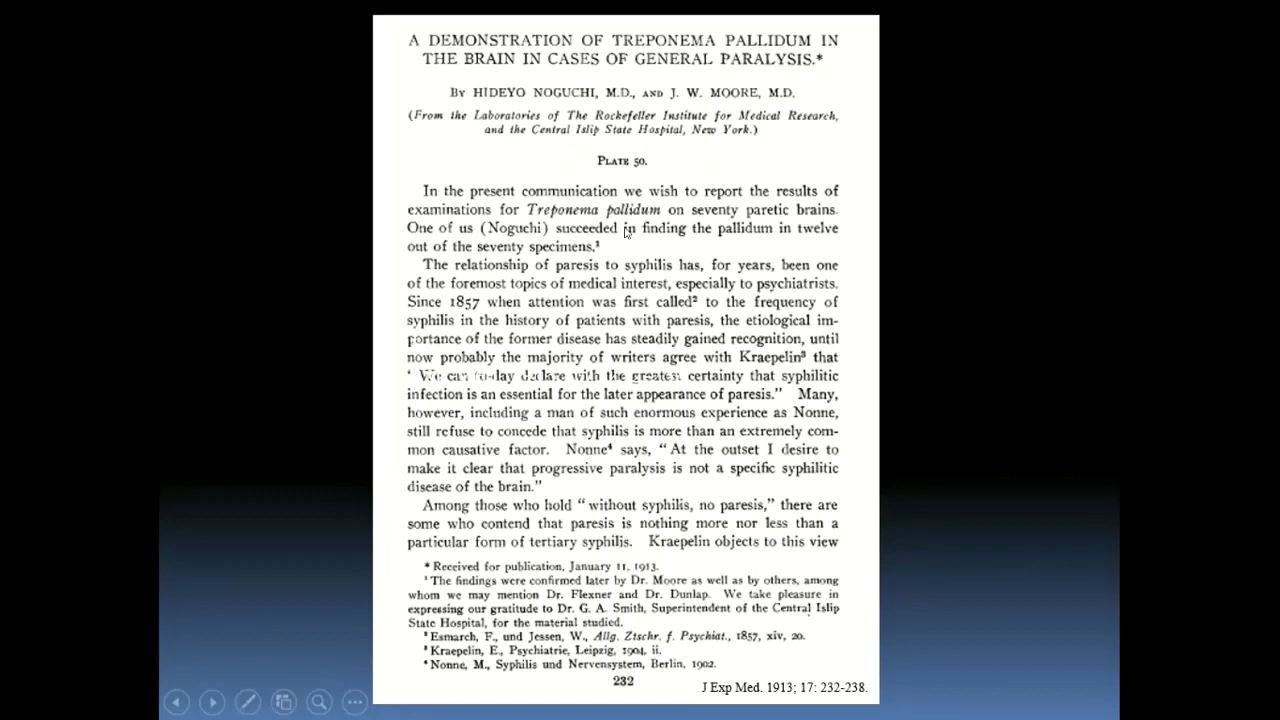 A DEMONSTRATION OF TREPONEMA PALLIDUM IN
THE BRAIN IN CASES OF GENERAL PARALYSIS.*
By HIDEYO NOGUCHI, M.D., AND J. W. MOORE, M.D.
(From the Laboratories of The Rockefeller Institute for Medical Research,
and the Central Islip State Hospital, New York.)
PLATE 50.
In the present communication we wish to report the results of
examinations for Treponema pallidum on seventy paretic brains.
One of us (Noguchi) succeeded in finding the pallidum in twelve
out of the seventy specimens.¹
The relationship of paresis to syphilis has, for years, been one
of the foremost topics of medical interest, especially to psychiatrists.
Since 1857 when attention was first called² to the frequency of
syphilis in the history of patients with paresis, the etiological im-
portance of the former disease has steadily gained recognition, until
now probably the majority of writers agree with Kraepelin³ that
" We can to-day declare with the greatest certainty that syphilitic
infection is an essential for the later appearance of paresis." Many,
however, including a man of such enormous experience as Nonne,
still refuse to concede that syphilis is more than an extremely com-
mon causative factor. Nonne⁴ says, " At the outset I desire to
make it clear that progressive paralysis is not a specific syphilitic
disease of the brain."
Among those who hold " without syphilis, no paresis," there are
some who contend that paresis is nothing more nor less than a
particular form of tertiary syphilis. Kraepelin objects to this view
* Received for publication, January 11, 1913.
¹ The findings were confirmed later by Dr. Moore as well as by others, among
whom we may mention Dr. Flexner and Dr. Dunlap. We take pleasure in
expressing our gratitude to Dr. G. A. Smith, Superintendent of the Central Islip
State Hospital, for the material studied.
² Esmarch, F., und Jessen, W., Allg. Ztschr. f. Psychiat., 1857, xiv, 20.
³ Kraepelin, E., Psychiatrie, Leipzig, 1904, ii.
⁴ Nonne, M., Syphilis und Nervensystem, Berlin, 1902.
232
J Exp Med. 1913; 17: 232-238.